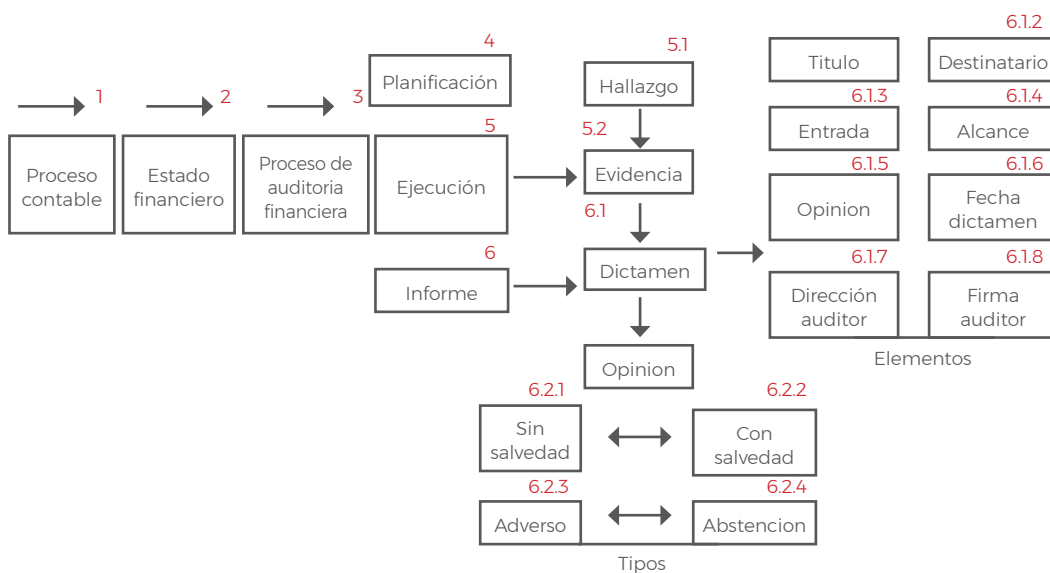 1
Proceso
contable
2
Estado
financiero
3
Proceso de
auditoria
financiera
4
Planificación
5
Ejecución
6
Informe
5.1
Hallazgo
5.2
Evidencia
6.1
Dictamen
Opinion
6.2.1
Sin
salvedad
6.2.2
Con
salvedad
6.2.3
Adverso
6.2.4
Abstencion
Tipos
Titulo
6.1.2
Destinatario
6.1.3
Entrada
6.1.4
Alcance
6.1.5
Opinion
6.1.6
Fecha
dictamen
6.1.7
Dirección
auditor
6.1.8
Firma
auditor
Elementos